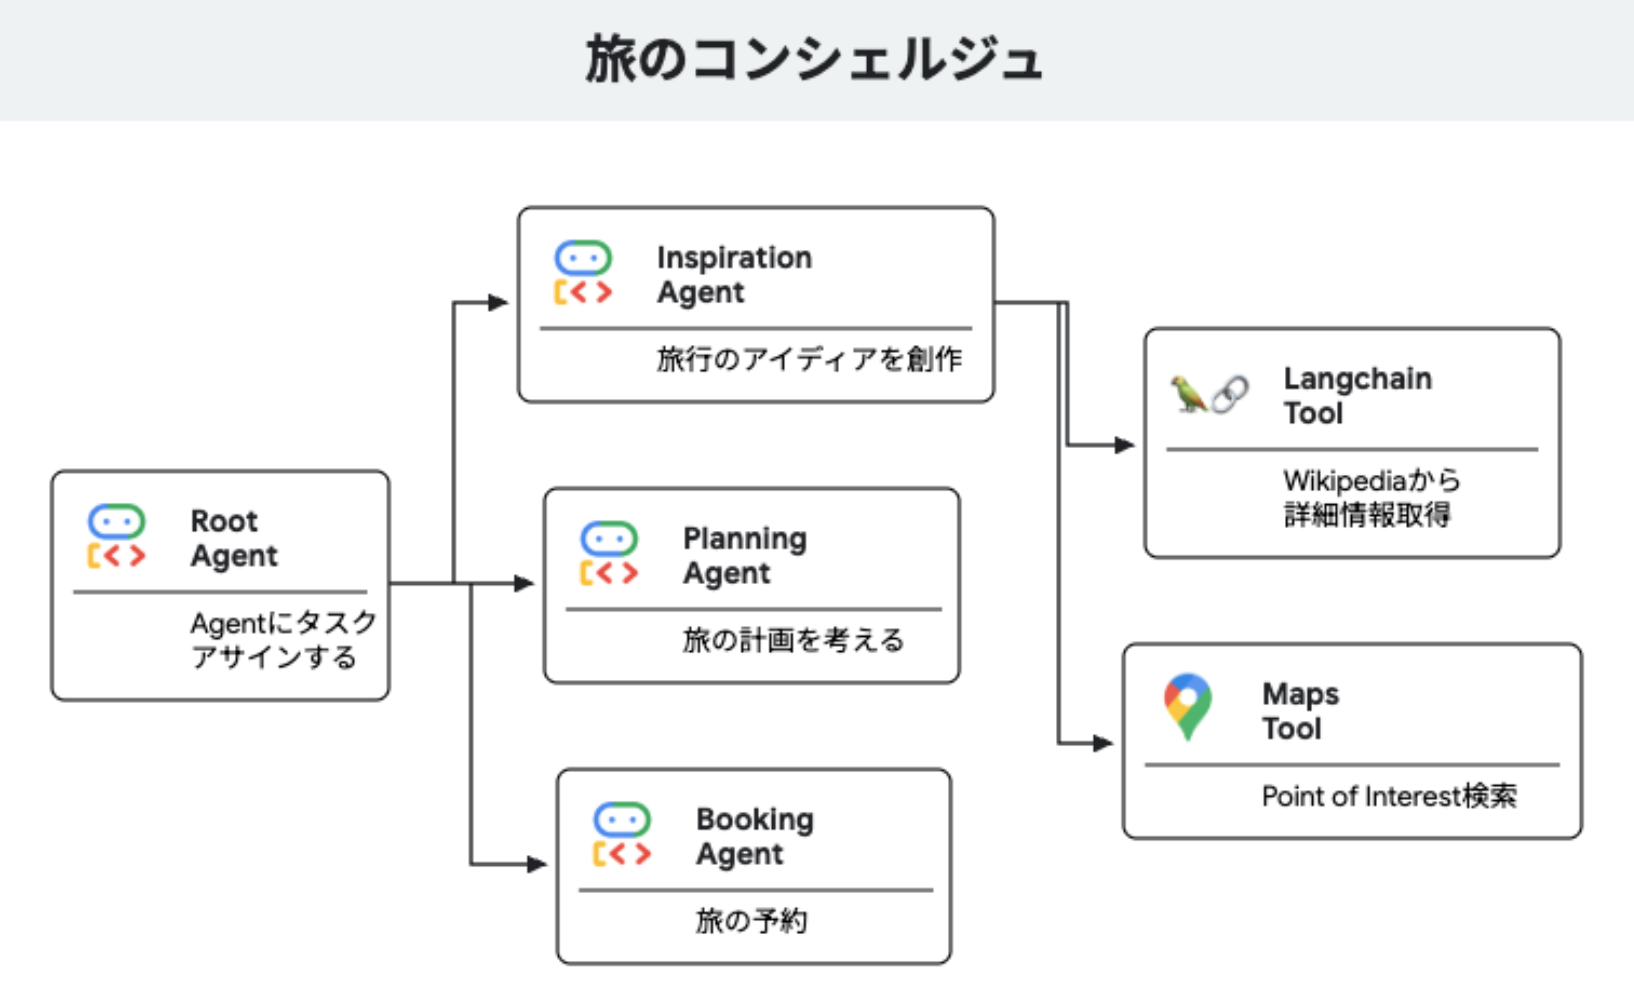 旅のコンシェルジュ
Inspiration
Agent
旅行のアイディアを創作
Langchain
Tool
Wikipediaから
詳細情報取得
Root
Agent
Agentにタスク
アサインする
Planning
Agent
旅の計画を考える
Maps
Tool
Point of Interest検索
Booking
Agent
旅の予約